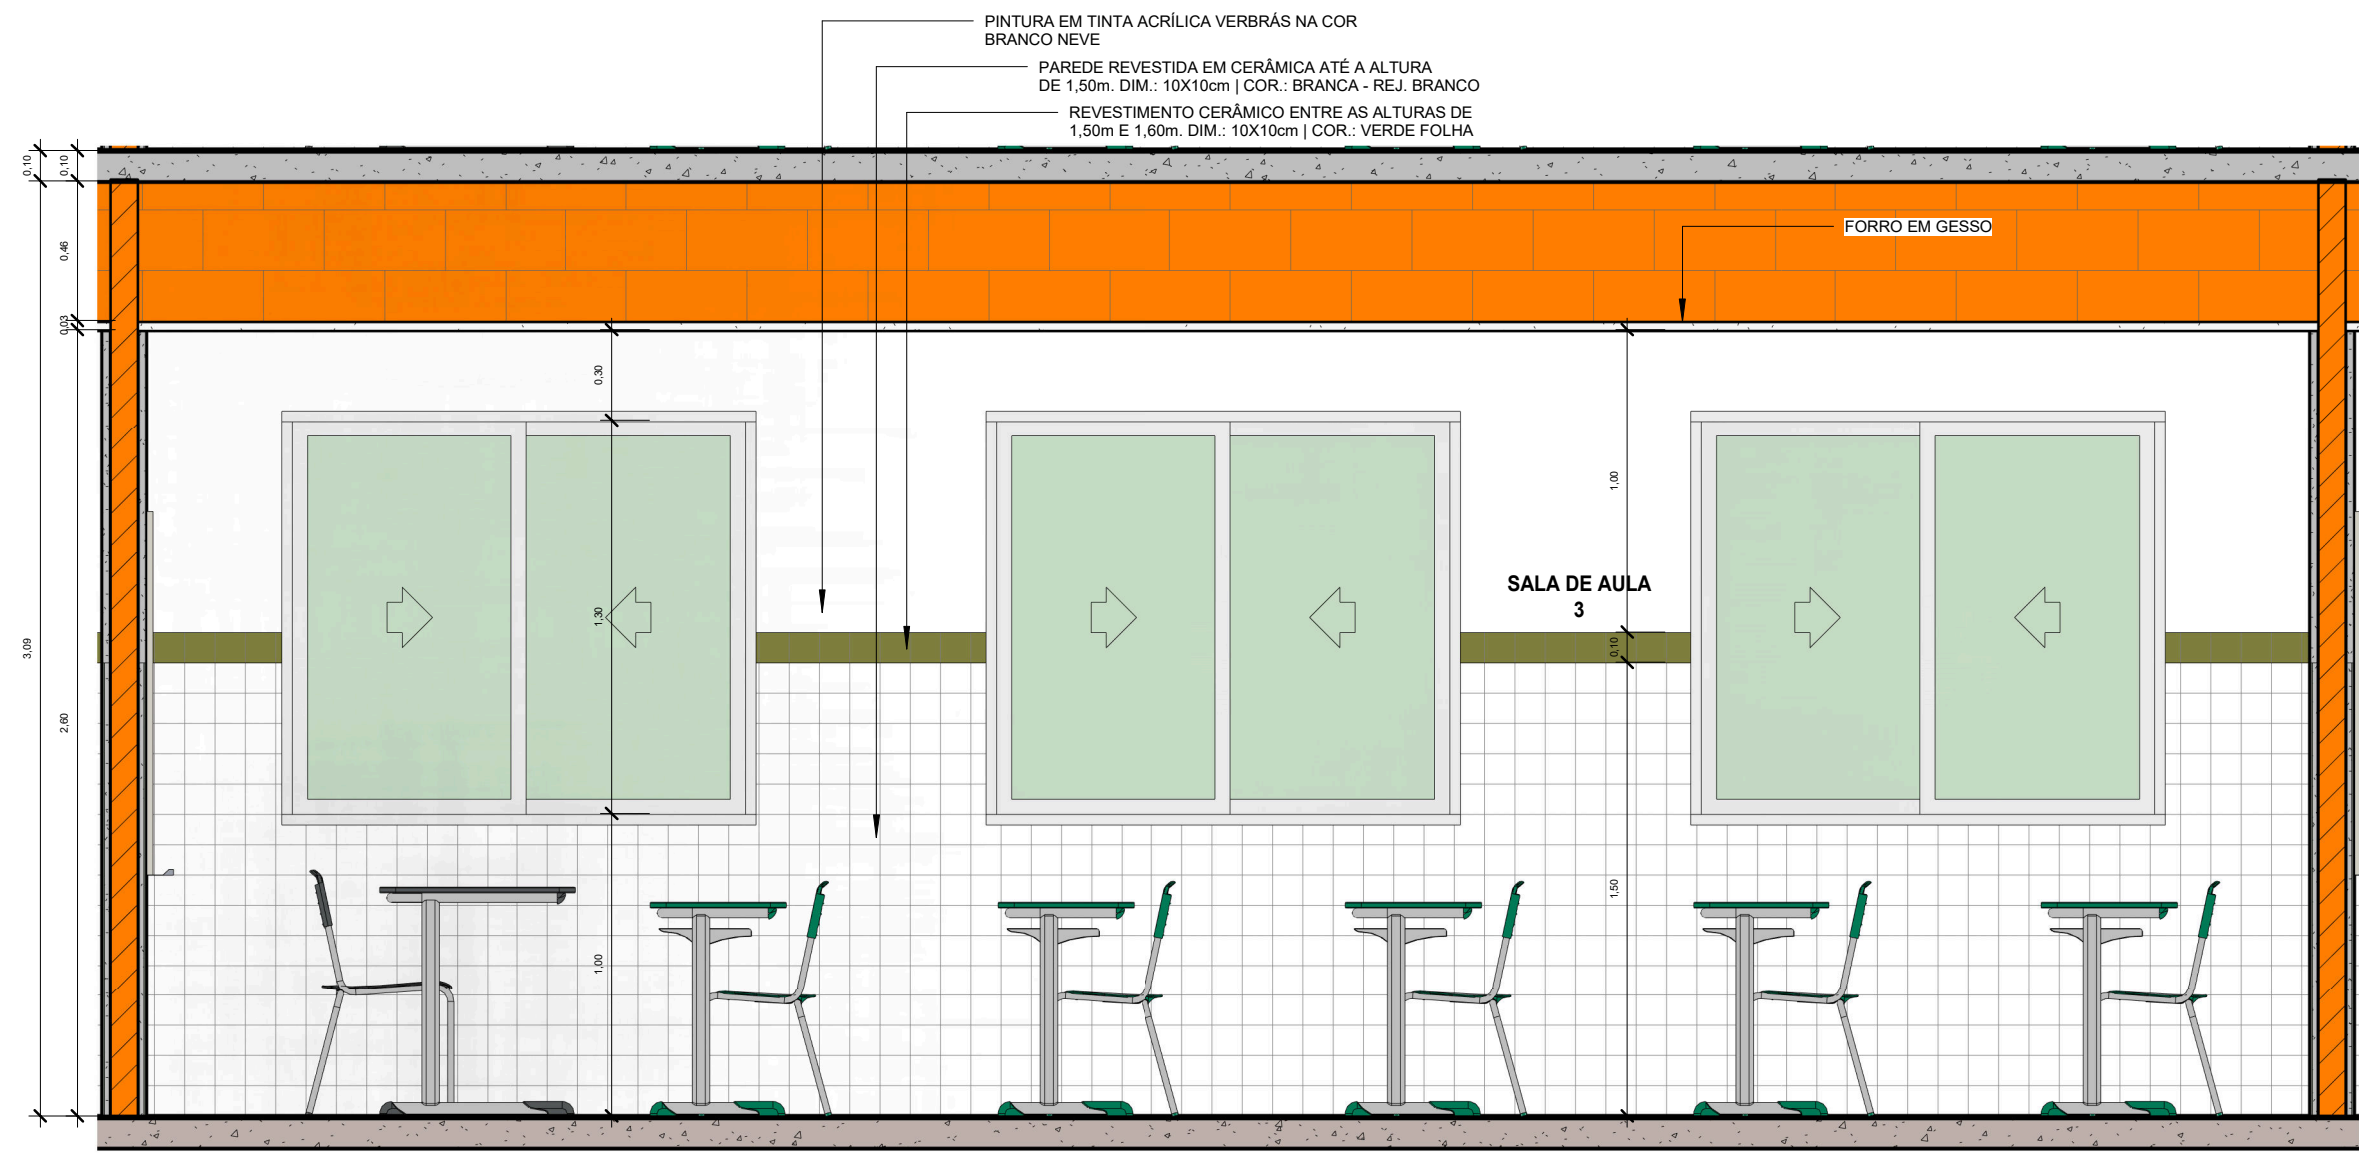 PINTURA EM TINTA ACRÍLICA VERBRÁS NA COR
BRANCO NEVE
PAREDE REVESTIDA EM CERÂMICA ATÉ A ALTURA
DE 1,50m. DIM.: 10X10cm | COR.: BRANCA - REJ. BRANCO
REVESTIMENTO CERÂMICO ENTRE AS ALTURAS DE
1,50m E 1,60m. DIM.: 10X10cm | COR.: VERDE FOLHA
0,10
0,10
FORRO EM GESSO
0,46
0,03
0,30
1,00
SALA DE AULA
3
1,30
0,10
3,09
2,60
1,50
1,00